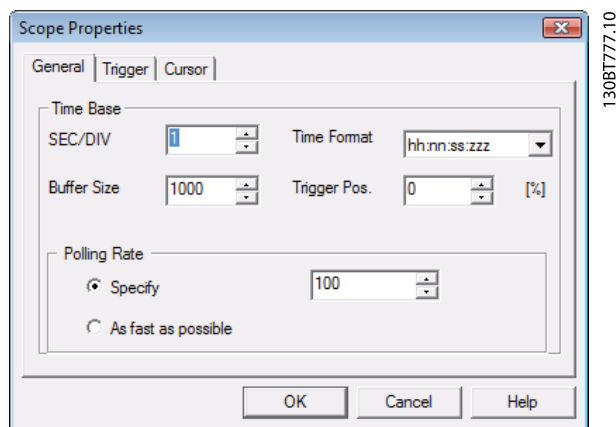 Scope Properties
General Trigger Cursor
Time Base
SEC/DIV 1 Time Format hh:nn:ss:zzz
Buffer Size 1000 Trigger Pos. 0 [%]
Polling Rate
Specify 100
As fast as possible
OK Cancel Help
130BT777.10